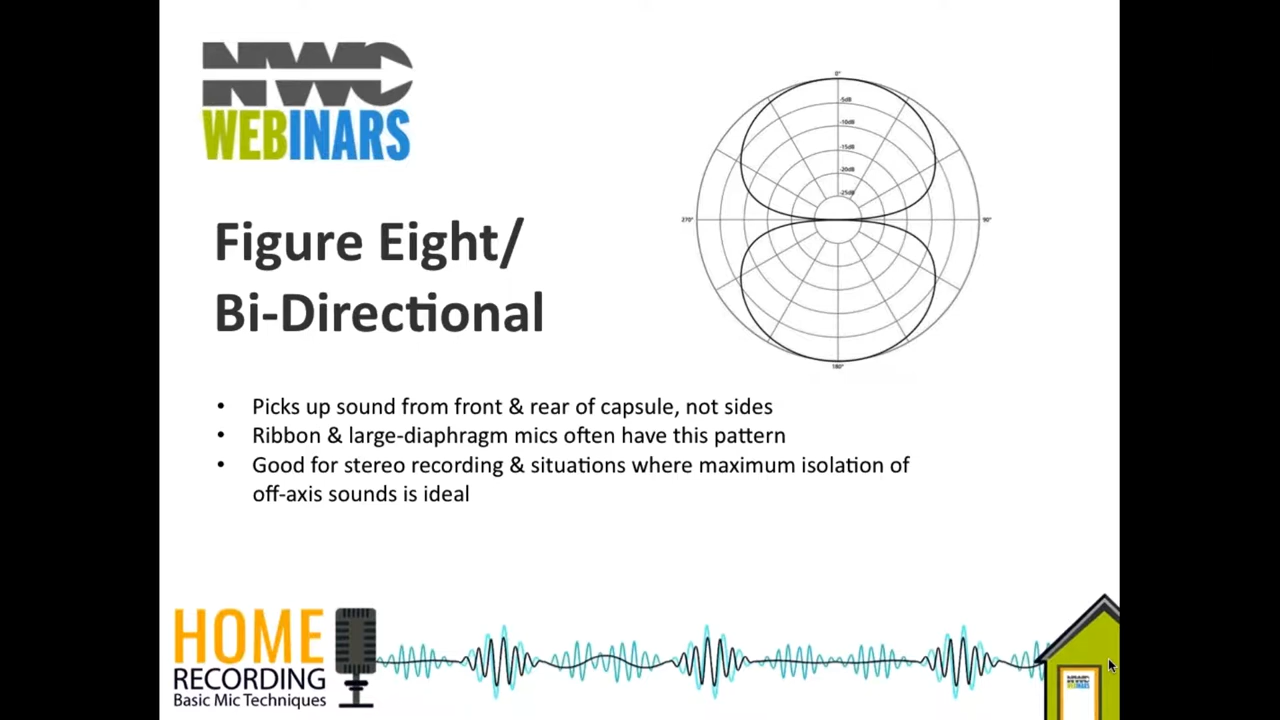 NWC
WEBINARS
0°
-5dB
-10dB
-15dB
-20dB
-25dB
270°
90°
180°
Figure Eight/
Bi-Directional
• Picks up sound from front & rear of capsule, not sides
• Ribbon & large-diaphragm mics often have this pattern
• Good for stereo recording & situations where maximum isolation of
off-axis sounds is ideal
HOME
RECORDING
Basic Mic Techniques
NWC
WEBINARS